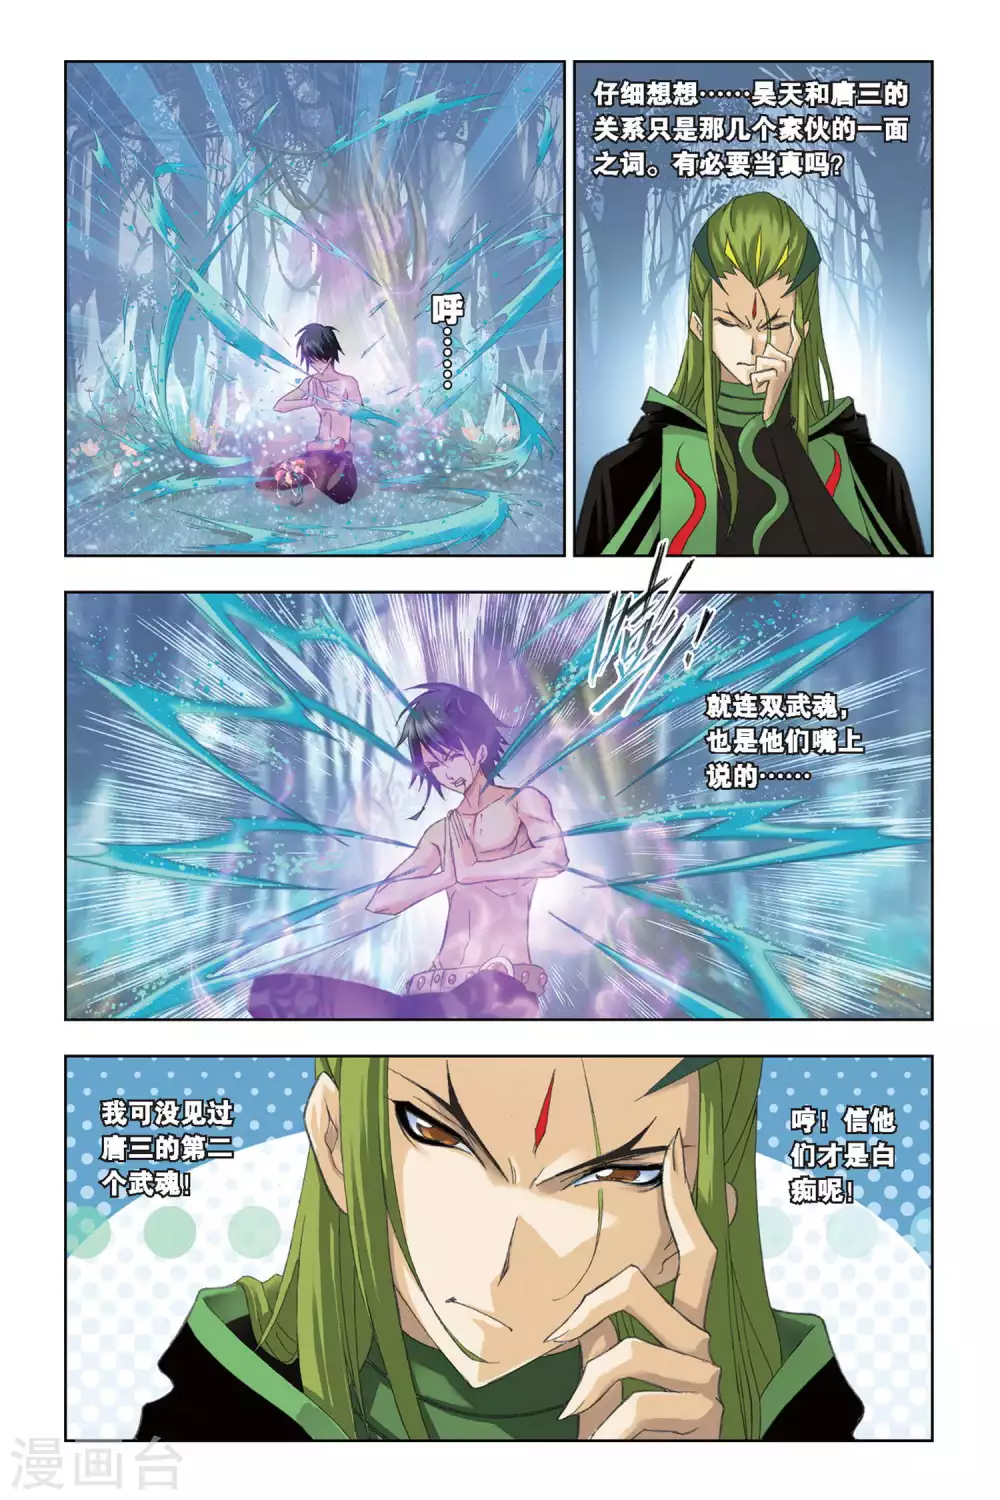 呼……
仔细想想……昊天和唐三的
关系只是那几个家伙的一面
之词。有必要当真吗?
噎!
就连双武魂,
也是他们嘴上
说的……
我可没见过
唐三的第二
个武魂!
哼!信他
们才是白
痴呢!
漫画台